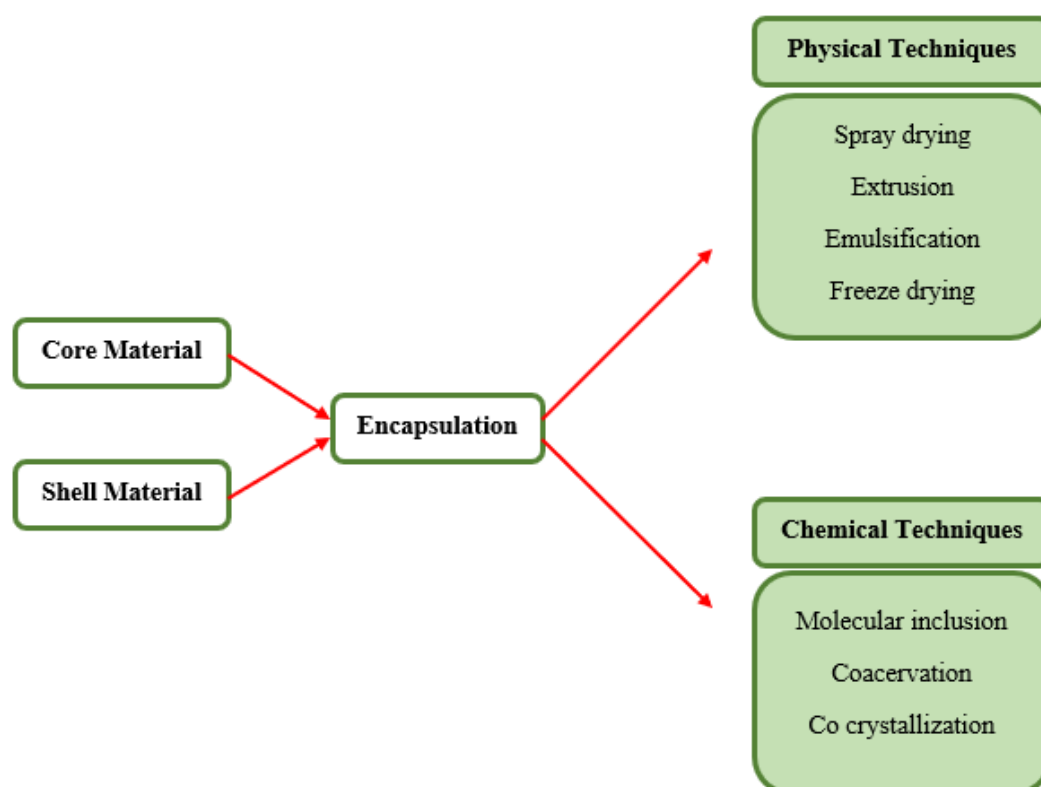 Physical Techniques
Spray drying
Extrusion
Emulsification
Freeze drying
Core Material
Encapsulation
Shell Material
Chemical Techniques
Molecular inclusion
Coacervation
Co crystallization